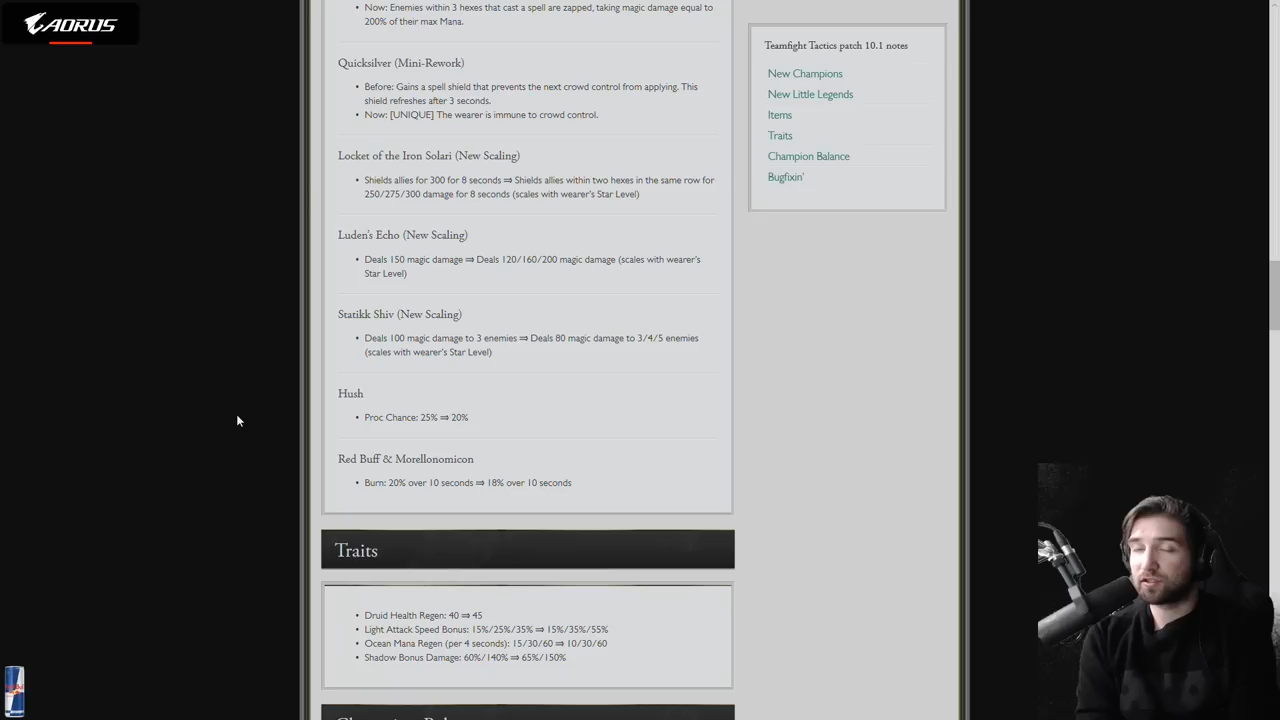 AORUS
Now: Enemies within 3 hexes that cast a spell are zapped, taking magic damage equal to
200% of their max Mana.
Quicksilver (Mini-Rework)
Before: Gains a spell shield that prevents the next crowd control from applying. This
shield refreshes after 3 seconds.
Now: [UNIQUE] The wearer is immune to crowd control.
Locket of the Iron Solari (New Scaling)
Shields allies for 300 for 8 seconds ⇒ Shields allies within two hexes in the same row for
250/275/300 damage for 8 seconds (scales with wearer's Star Level)
Luden's Echo (New Scaling)
Deals 150 magic damage ⇒ Deals 120/160/200 magic damage (scales with wearer's
Star Level)
Statikk Shiv (New Scaling)
Deals 100 magic damage to 3 enemies ⇒ Deals 80 magic damage to 3/4/5 enemies
(scales with wearer's Star Level)
Hush
Proc Chance: 25% ⇒ 20%
Red Buff & Morellonomicon
Burn: 20% over 10 seconds ⇒ 18% over 10 seconds
Traits
Druid Health Regen: 40 ⇒ 45
Light Attack Speed Bonus: 15%/25%/35% ⇒ 15%/35%/55%
Ocean Mana Regen (per 4 seconds): 15/30/60 ⇒ 10/30/60
Shadow Bonus Damage: 60%/140% ⇒ 65%/150%
Teamfight Tactics patch 10.1 notes
New Champions
New Little Legends
Items
Traits
Champion Balance
Bugfixin'